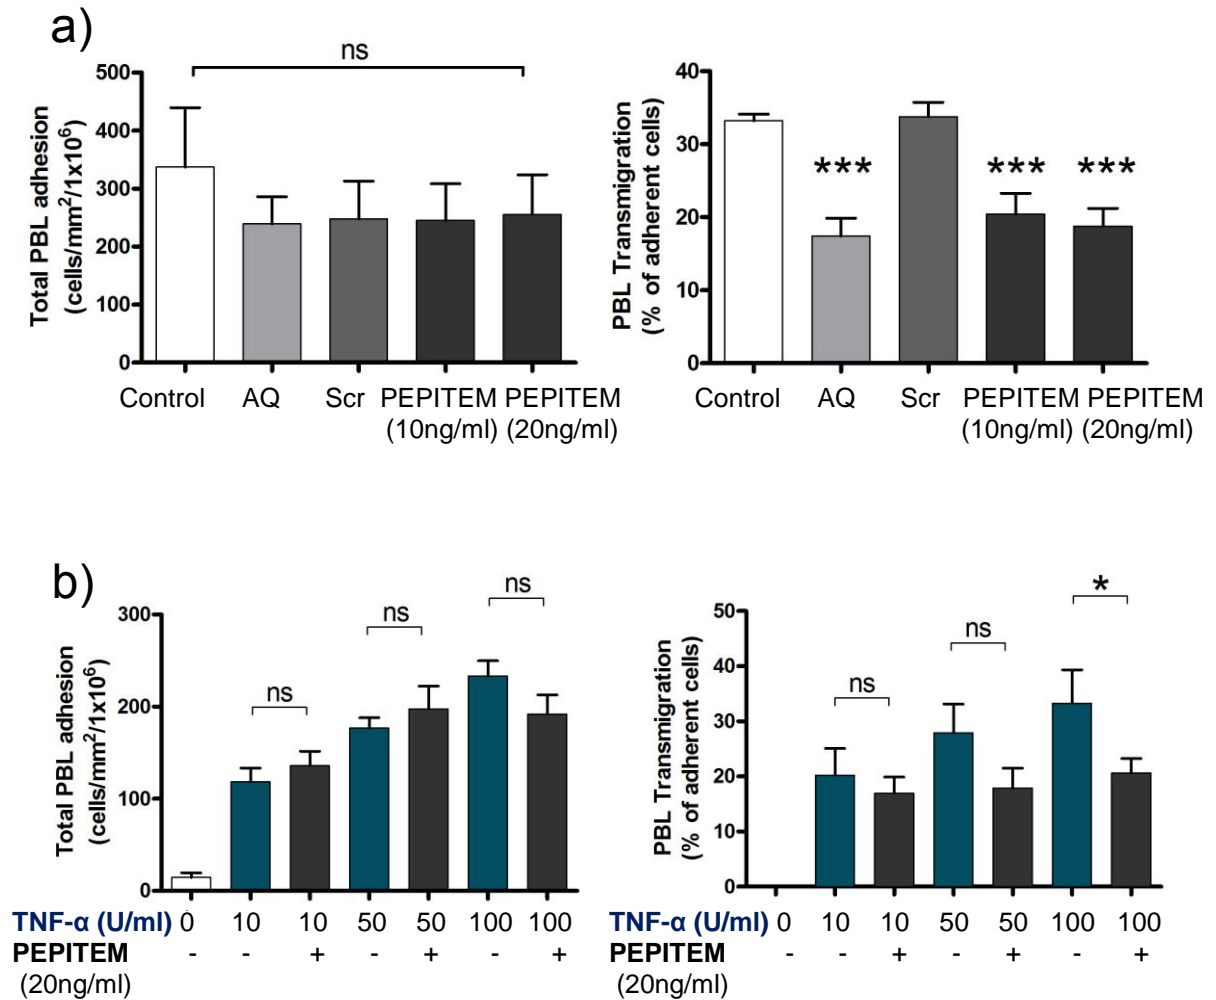 a)
ns
Total PBL adhesion
(cells/mm²/1x10⁶)
500
400
300
200
100
0
Control AQ Scr PEPITEM PEPITEM
(10ng/ml) (20ng/ml)
PBL Transmigration
(% of adherent cells)
40
30
20
10
0
*** *** ***
Control AQ Scr PEPITEM PEPITEM
(10ng/ml) (20ng/ml)
b)
Total PBL adhesion
(cells/mm²/1x10⁶)
300
200
100
0
ns ns ns
TNF-α (U/ml) 0 10 10 50 50 100 100
PEPITEM - - + - + - +
(20ng/ml)
PBL Transmigration
(% of adherent cells)
50
40
30
20
10
0
ns ns *
TNF-α (U/ml) 0 10 10 50 50 100 100
PEPITEM - - + - + - +
(20ng/ml)